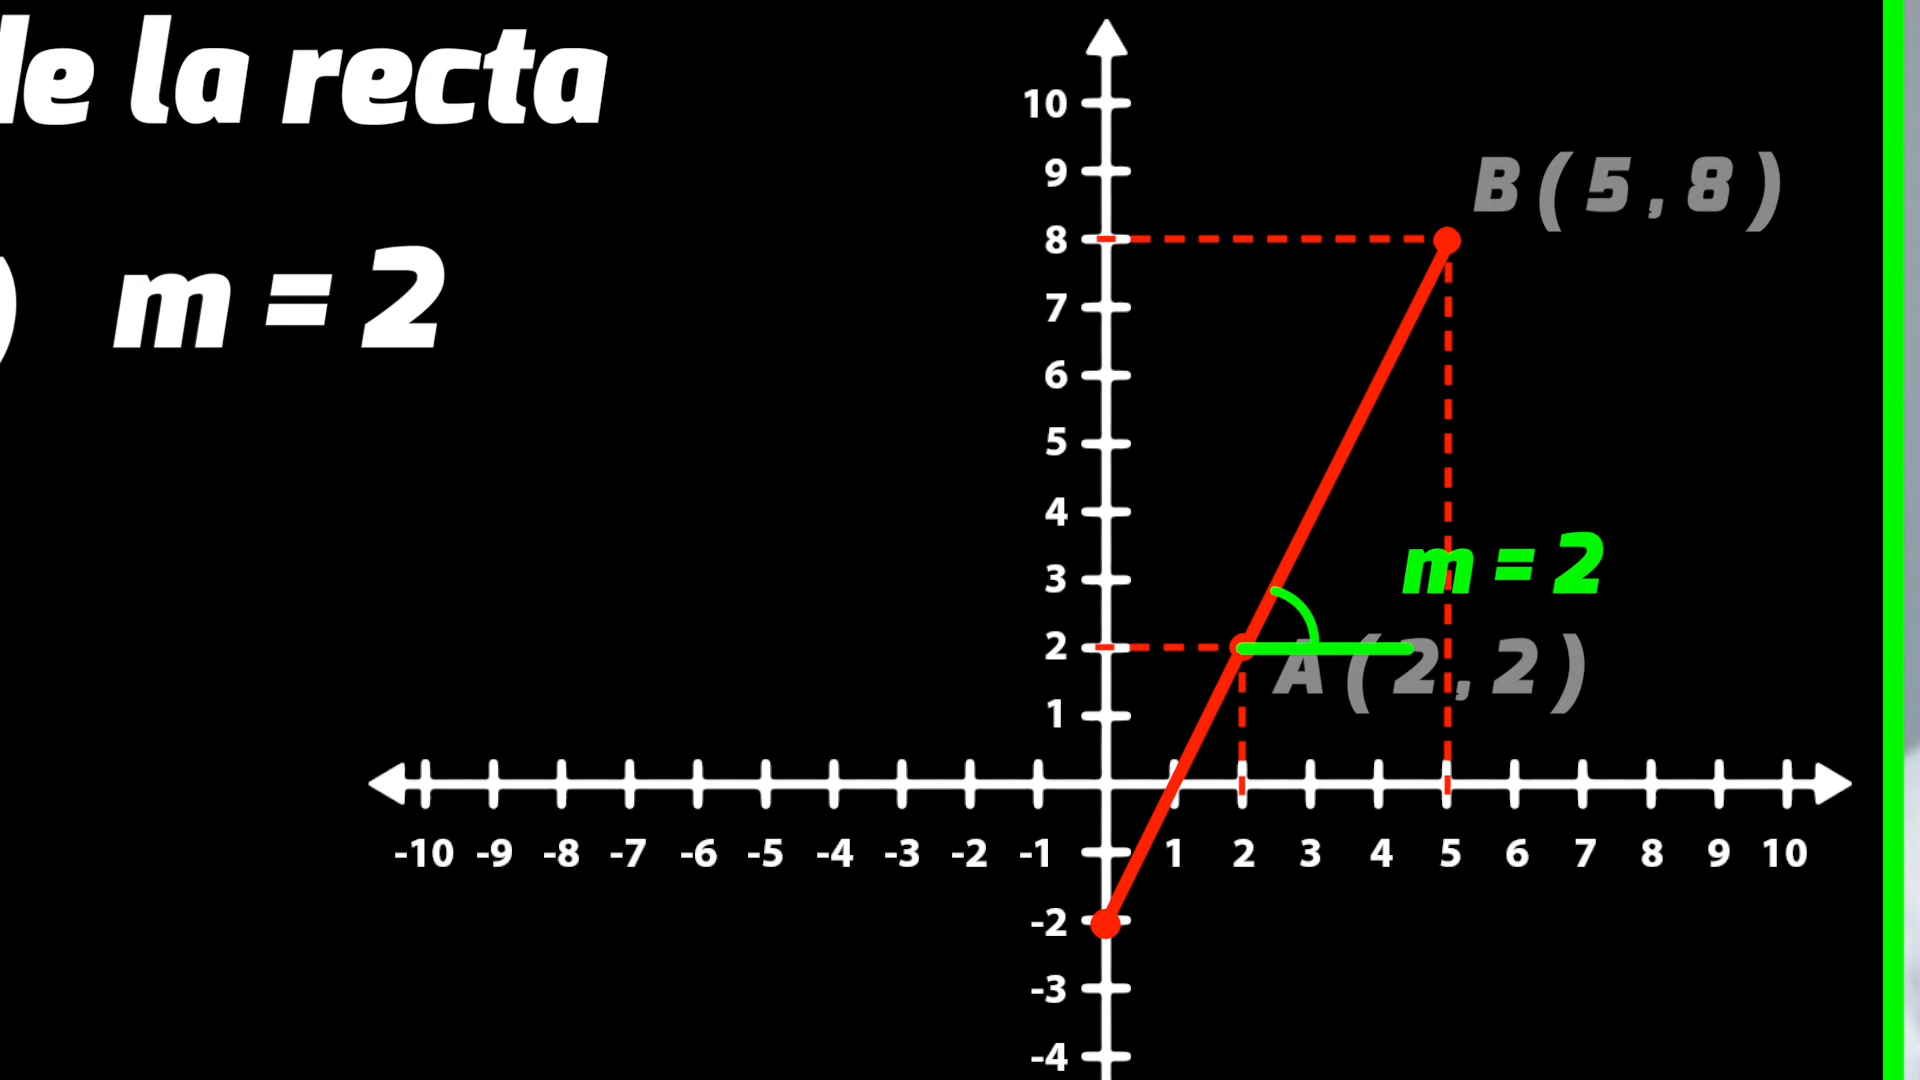 de la recta
) m = 2
10
9
B ( 5 , 8 )
8
7
6
5
4
m = 2
3
2
A ( 2 , 2 )
1
-10 -9 -8 -7 -6 -5 -4 -3 -2 -1 1 2 3 4 5 6 7 8 9 10
-2
-3
-4